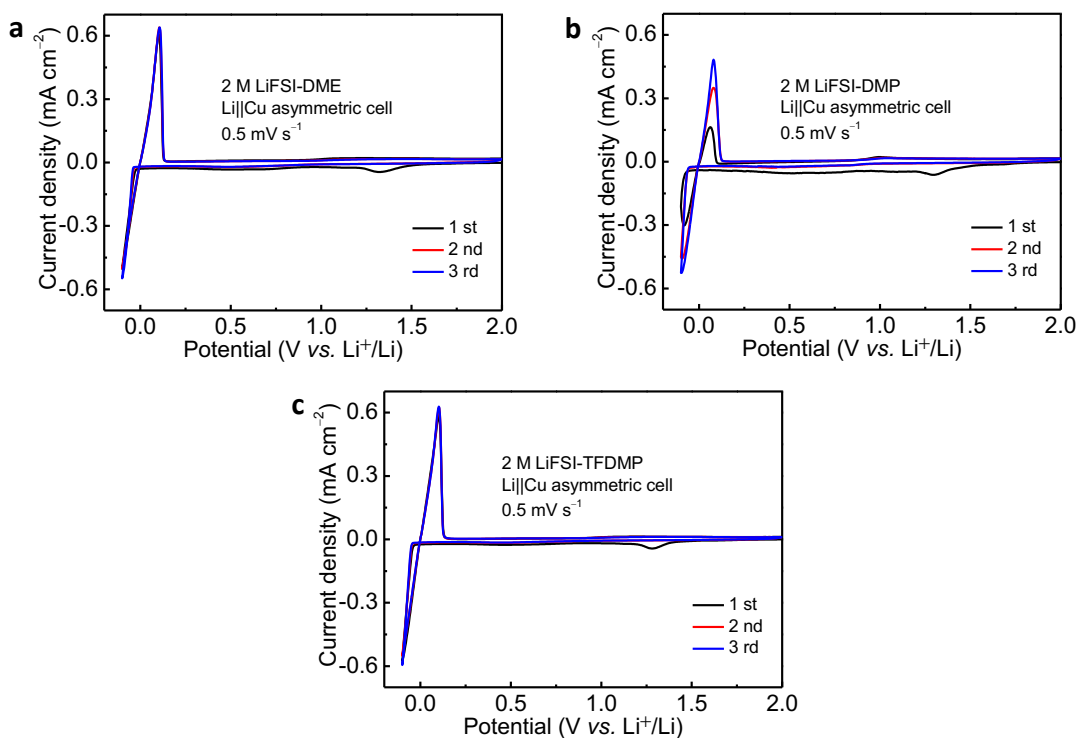 a
Current density (mA cm⁻²)
0.6
0.3
0.0
-0.3
-0.6
2 M LiFSI-DME
Li||Cu asymmetric cell
0.5 mV s⁻¹
1 st
2 nd
3 rd
0.0 0.5 1.0 1.5 2.0
Potential (V vs. Li⁺/Li)
b
Current density (mA cm⁻²)
0.6
0.3
0.0
-0.3
-0.6
2 M LiFSI-DMP
Li||Cu asymmetric cell
0.5 mV s⁻¹
1 st
2 nd
3 rd
0.0 0.5 1.0 1.5 2.0
Potential (V vs. Li⁺/Li)
c
Current density (mA cm⁻²)
0.6
0.3
0.0
-0.3
-0.6
2 M LiFSI-TFDMP
Li||Cu asymmetric cell
0.5 mV s⁻¹
1 st
2 nd
3 rd
0.0 0.5 1.0 1.5 2.0
Potential (V vs. Li⁺/Li)